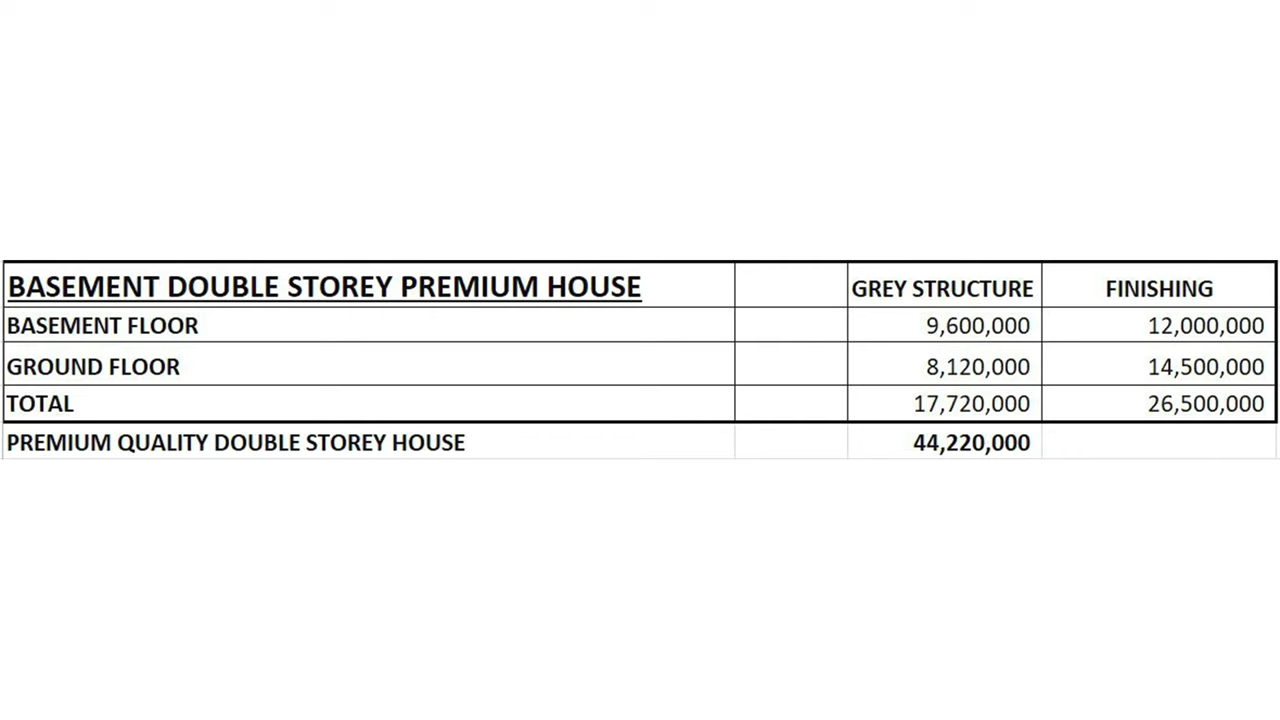 BASEMENT DOUBLE STOREY PREMIUM HOUSE GREY STRUCTURE FINISHING
BASEMENT FLOOR 9,600,000 12,000,000
GROUND FLOOR 8,120,000 14,500,000
TOTAL 17,720,000 26,500,000
PREMIUM QUALITY DOUBLE STOREY HOUSE 44,220,000